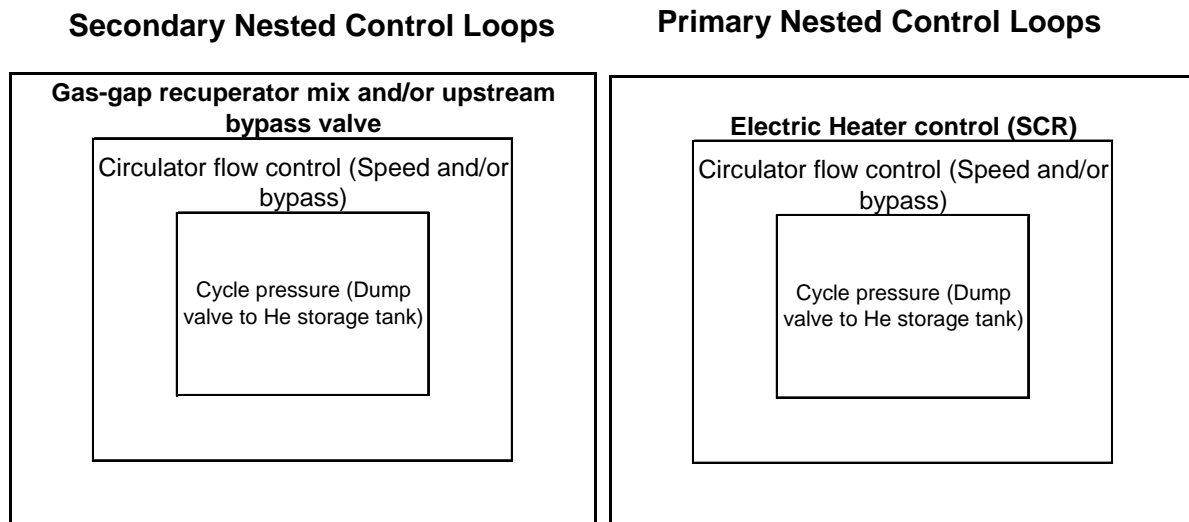 Secondary Nested Control Loops
Primary Nested Control Loops
Gas-gap recuperator mix and/or upstream
bypass valve
Circulator flow control (Speed and/or
bypass)
Cycle pressure (Dump
valve to He storage tank)
Electric Heater control (SCR)
Circulator flow control (Speed and/or
bypass)
Cycle pressure (Dump
valve to He storage tank)